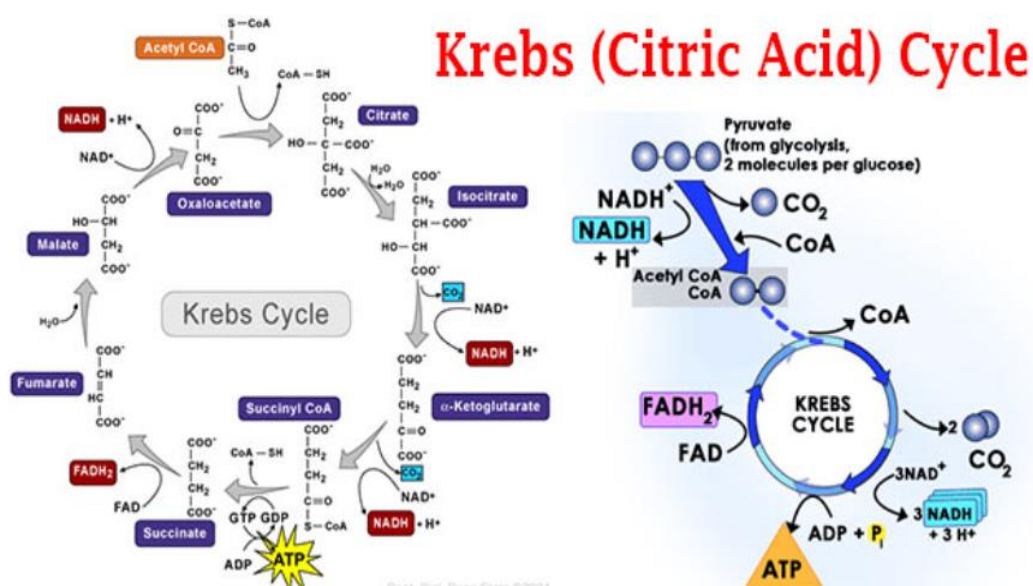 Krebs (Citric Acid) Cycle
S—CoA
Acetyl CoA
C=O
CH₃
CoA—SH
COO⁻
CH₂
HO—C—COO⁻
CH₂
COO⁻
Citrate
H₂O
H₂O
COO⁻
CH₂
CH—COO⁻
HO—CH
COO⁻
Isocitrate
CO₂
NAD⁺
NADH + H⁺
COO⁻
CH₂
CH₂
C=O
COO⁻
α-Ketoglutarate
CO₂
NAD⁺
NADH + H⁺
Succinyl CoA
COO⁻
CH₂
CH₂
C=O
S—CoA
CoA—SH
GTP GDP
ADP
ATP
COO⁻
CH₂
CH₂
COO⁻
Succinate
FAD
FADH₂
COO⁻
CH
HC
COO⁻
Fumarate
H₂O
COO⁻
HO—CH
CH₂
COO⁻
Malate
NAD⁺
NADH + H⁺
COO⁻
O=C
CH₂
COO⁻
Oxaloacetate
Krebs Cycle
Pyruvate
(from glycolysis,
2 molecules per glucose)
CO₂
NADH⁺
NADH
+ H⁺
CoA
Acetyl CoA
CoA
CoA
KREBS
CYCLE
FADH₂
FAD
2
CO₂
3NAD⁺
3 NADH
+ 3 H+
ADP + Pi
ATP